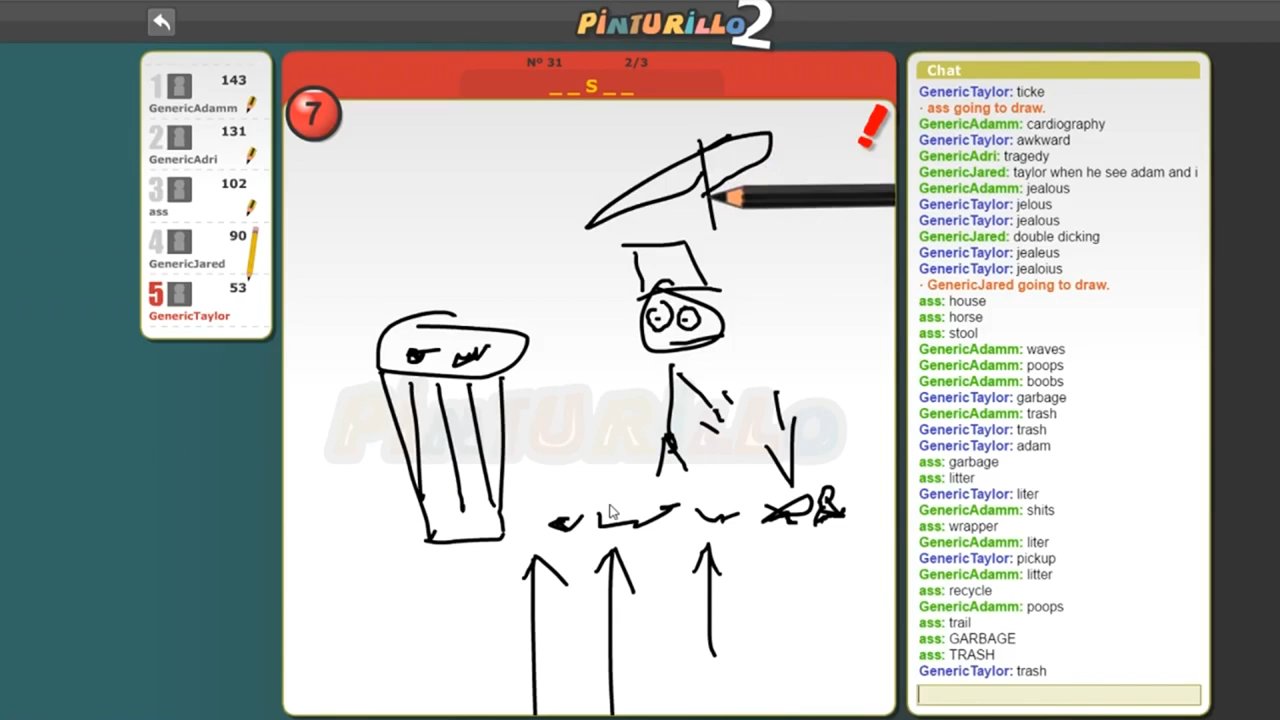 PiNTURiLLO 2
1 143
GenericAdamm
2 131
GenericAdri
3 102
ass
4 90
GenericJared
5 53
GenericTaylor
Nº 31 2/3
_ _ S _ _
7
PiNTURiLLO 2
Chat
GenericTaylor: ticke
· ass going to draw.
GenericAdamm: cardiography
GenericTaylor: awkward
GenericAdri: tragedy
GenericJared: taylor when he see adam and i
GenericAdamm: jealous
GenericTaylor: jelous
GenericTaylor: jealous
GenericJared: double dicking
GenericTaylor: jealeus
GenericTaylor: jealoius
· GenericJared going to draw.
ass: house
ass: horse
ass: stool
GenericAdamm: waves
GenericAdamm: poops
GenericAdamm: boobs
GenericTaylor: garbage
GenericAdamm: trash
GenericTaylor: trash
GenericTaylor: adam
ass: garbage
ass: litter
GenericTaylor: liter
GenericAdamm: shits
ass: wrapper
GenericAdamm: liter
GenericTaylor: pickup
GenericAdamm: litter
ass: recycle
GenericAdamm: poops
ass: trail
ass: GARBAGE
ass: TRASH
GenericTaylor: trash